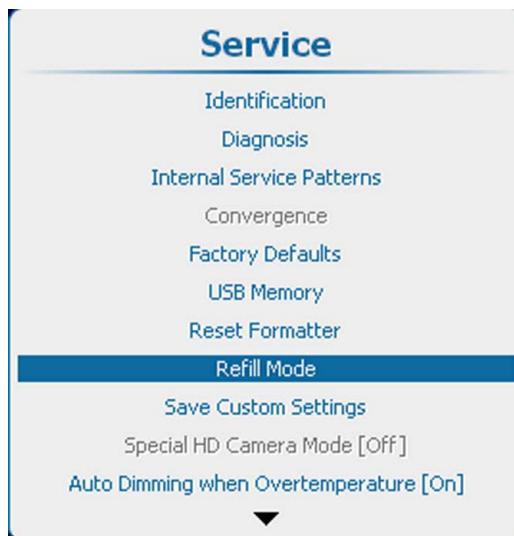 Service
Identification
Diagnosis
Internal Service Patterns
Convergence
Factory Defaults
USB Memory
Reset Formatter
Refill Mode
Save Custom Settings
Special HD Camera Mode [Off]
Auto Dimming when Overtemperature [On]